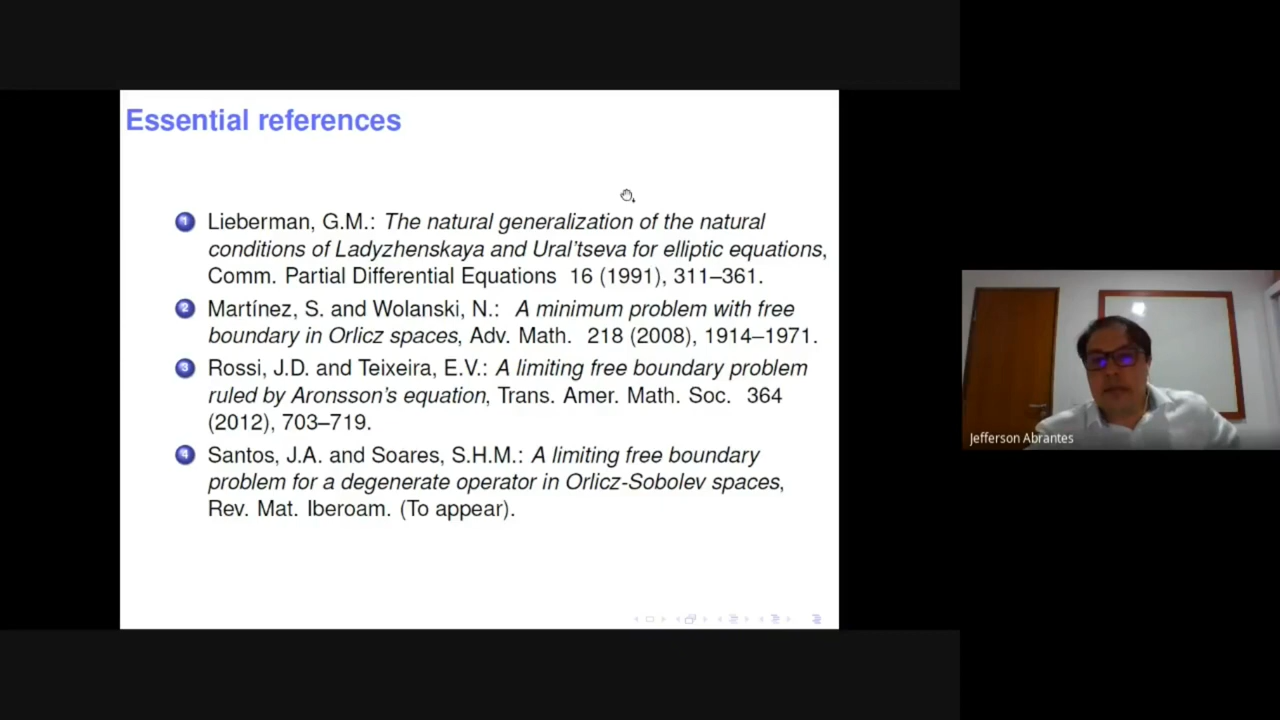 Essential references
1 Lieberman, G.M.: The natural generalization of the natural
conditions of Ladyzhenskaya and Ural'tseva for elliptic equations,
Comm. Partial Differential Equations 16 (1991), 311–361.
2 Martínez, S. and Wolanski, N.: A minimum problem with free
boundary in Orlicz spaces, Adv. Math. 218 (2008), 1914–1971.
3 Rossi, J.D. and Teixeira, E.V.: A limiting free boundary problem
ruled by Aronsson's equation, Trans. Amer. Math. Soc. 364
(2012), 703–719.
4 Santos, J.A. and Soares, S.H.M.: A limiting free boundary
problem for a degenerate operator in Orlicz-Sobolev spaces,
Rev. Mat. Iberoam. (To appear).
Jefferson Abrantes